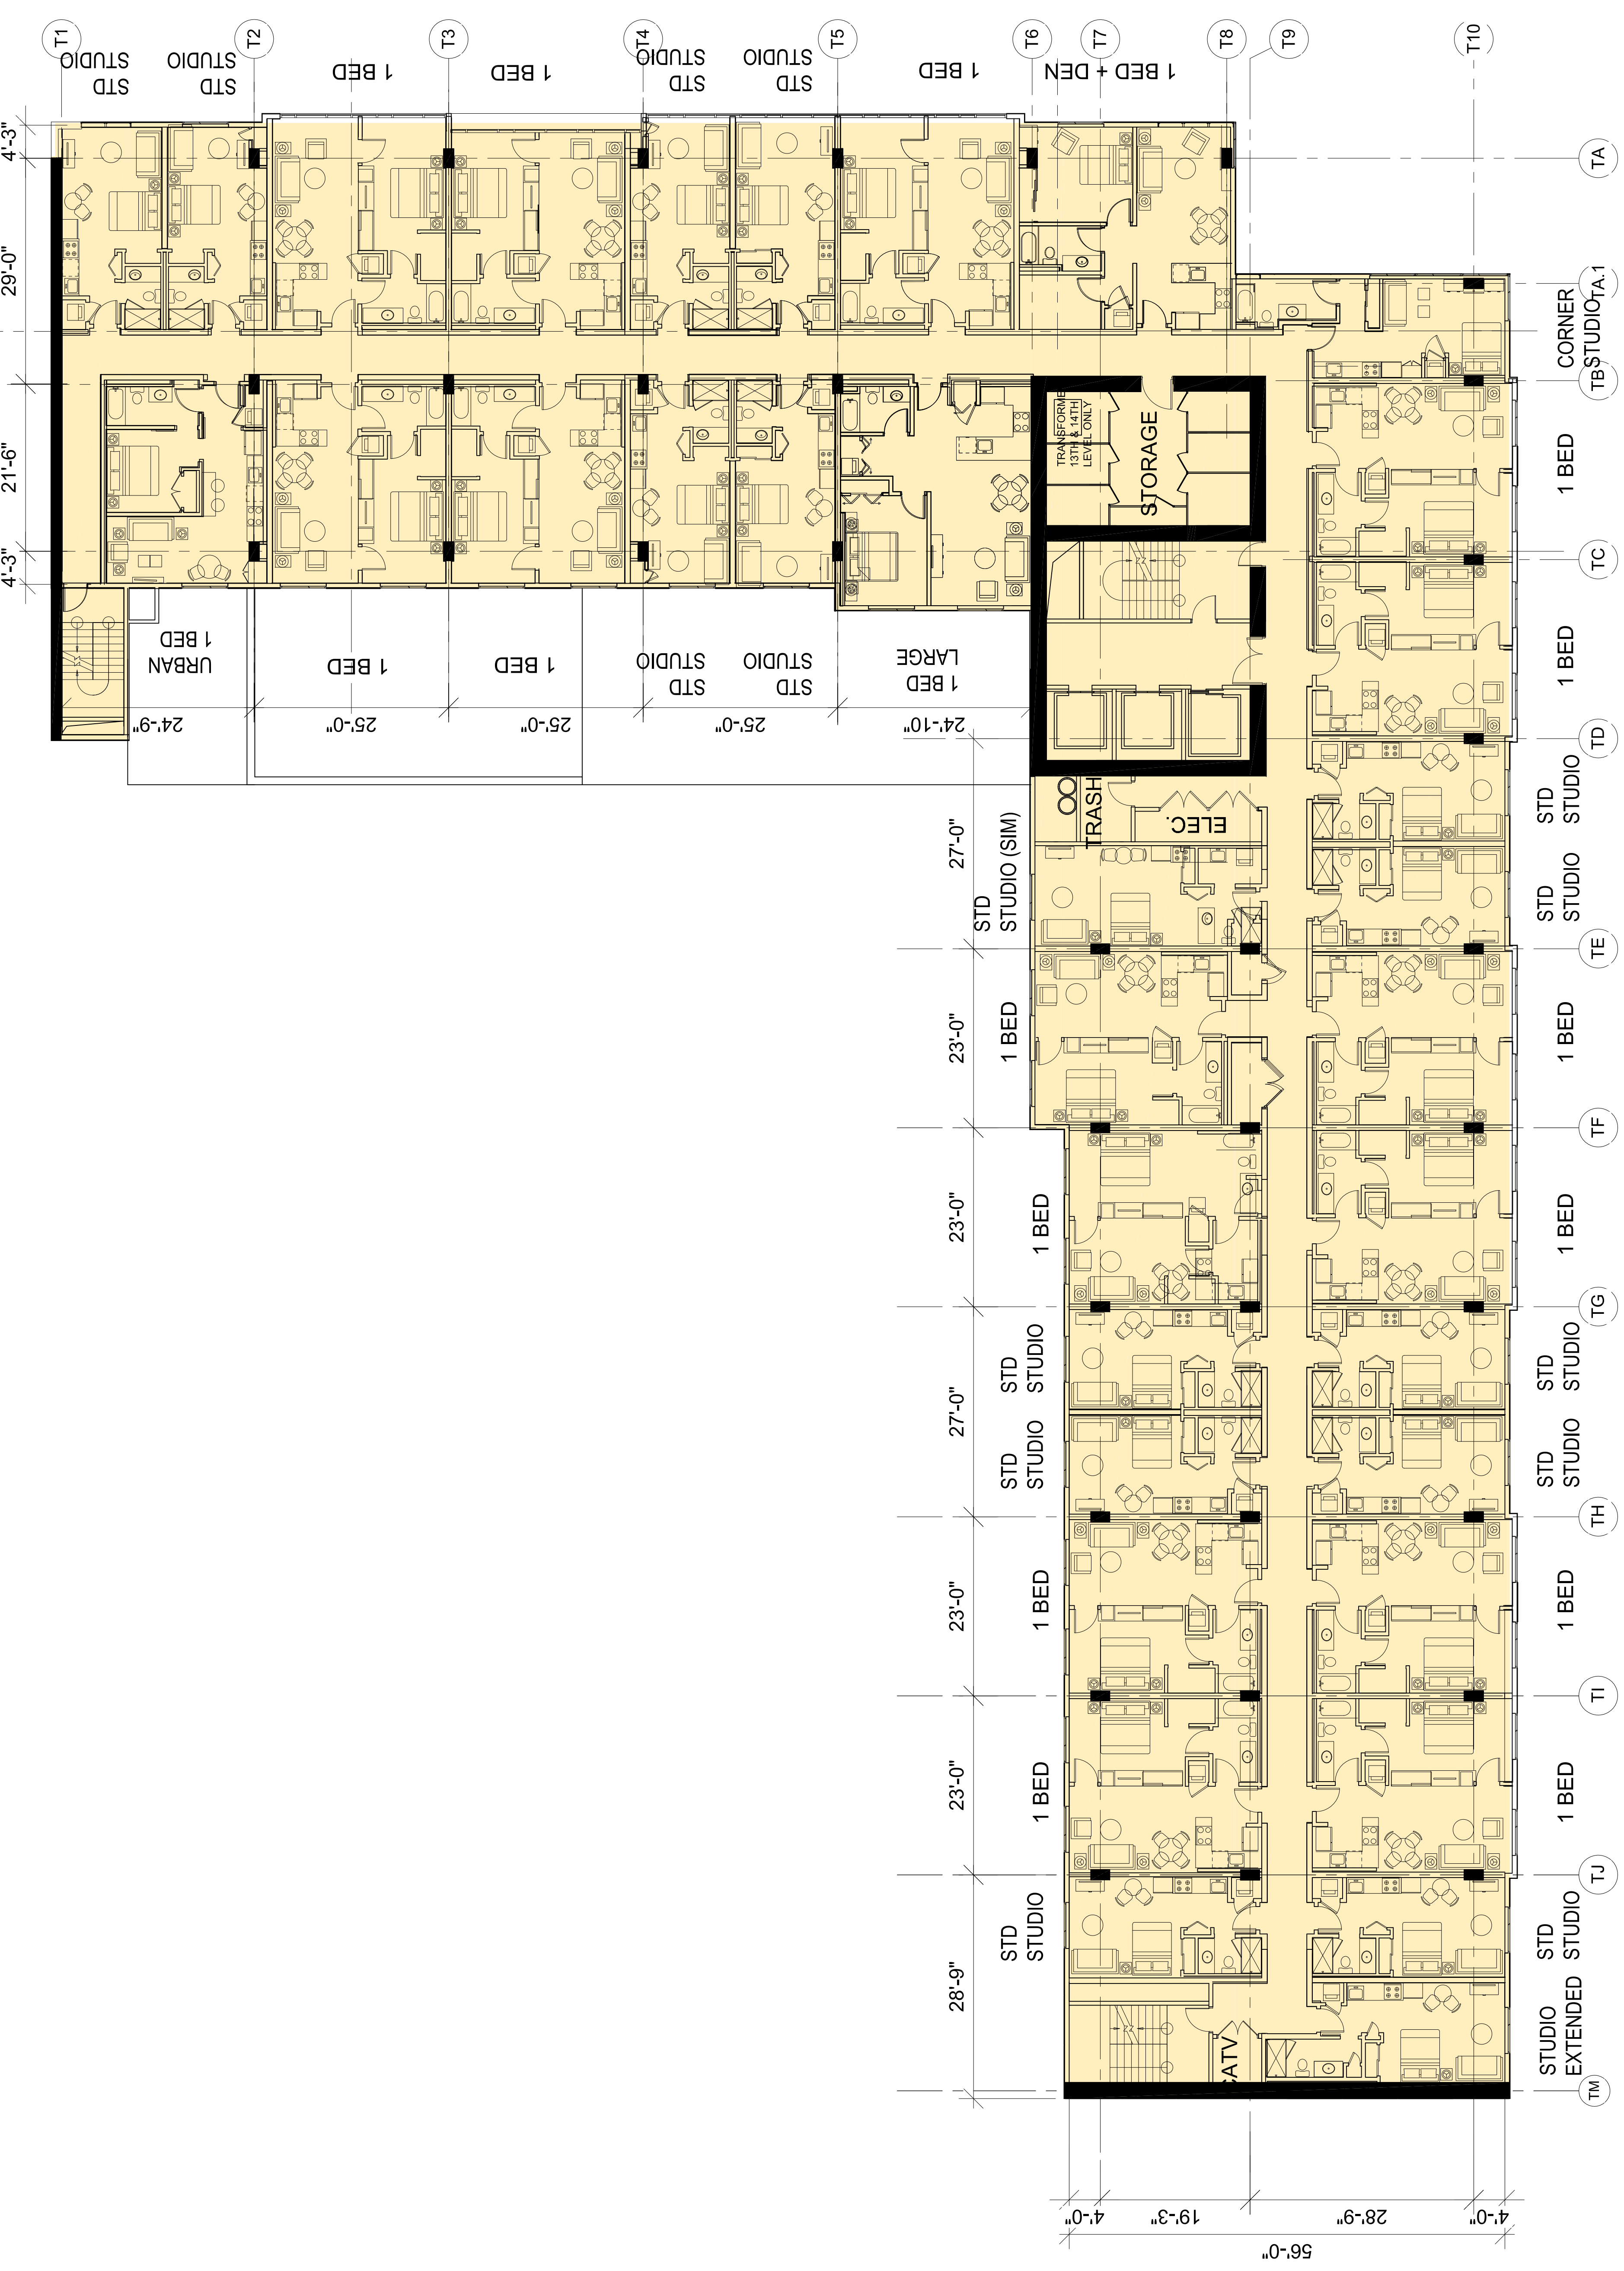 T1
T2
T3
T4
T5
T6
T7
T8
T9
T10
STD
STUDIO
STD
STUDIO
1 BED
1 BED
STD
STUDIO
STD
STUDIO
1 BED
1 BED + DEN
4'-3"
29'-0"
21'-6"
4'-3"
TA
TA.1
TB
TC
TD
TE
TF
TG
TH
TI
TJ
TM
CORNER
STUDIO
URBAN
1 BED
1 BED
1 BED
STD
STUDIO
STD
STUDIO
LARGE
1 BED
24'-9"
25'-0"
25'-0"
25'-0"
24'-10"
13TH & 14TH
LEVEL ONLY
STORAGE
TRASH
ELEC.
1 BED
1 BED
STD
STUDIO
STD
STUDIO
1 BED
1 BED
STD
STUDIO
STD
STUDIO
1 BED
1 BED
STD
STUDIO
STUDIO
EXTENDED
27'-0"
STD
STUDIO (SIM)
23'-0"
1 BED
23'-0"
1 BED
27'-0"
STD
STUDIO
STD
STUDIO
23'-0"
1 BED
23'-0"
1 BED
28'-9"
STD
STUDIO
4'-0"
19'-3"
28'-9"
4'-0"
56'-0"